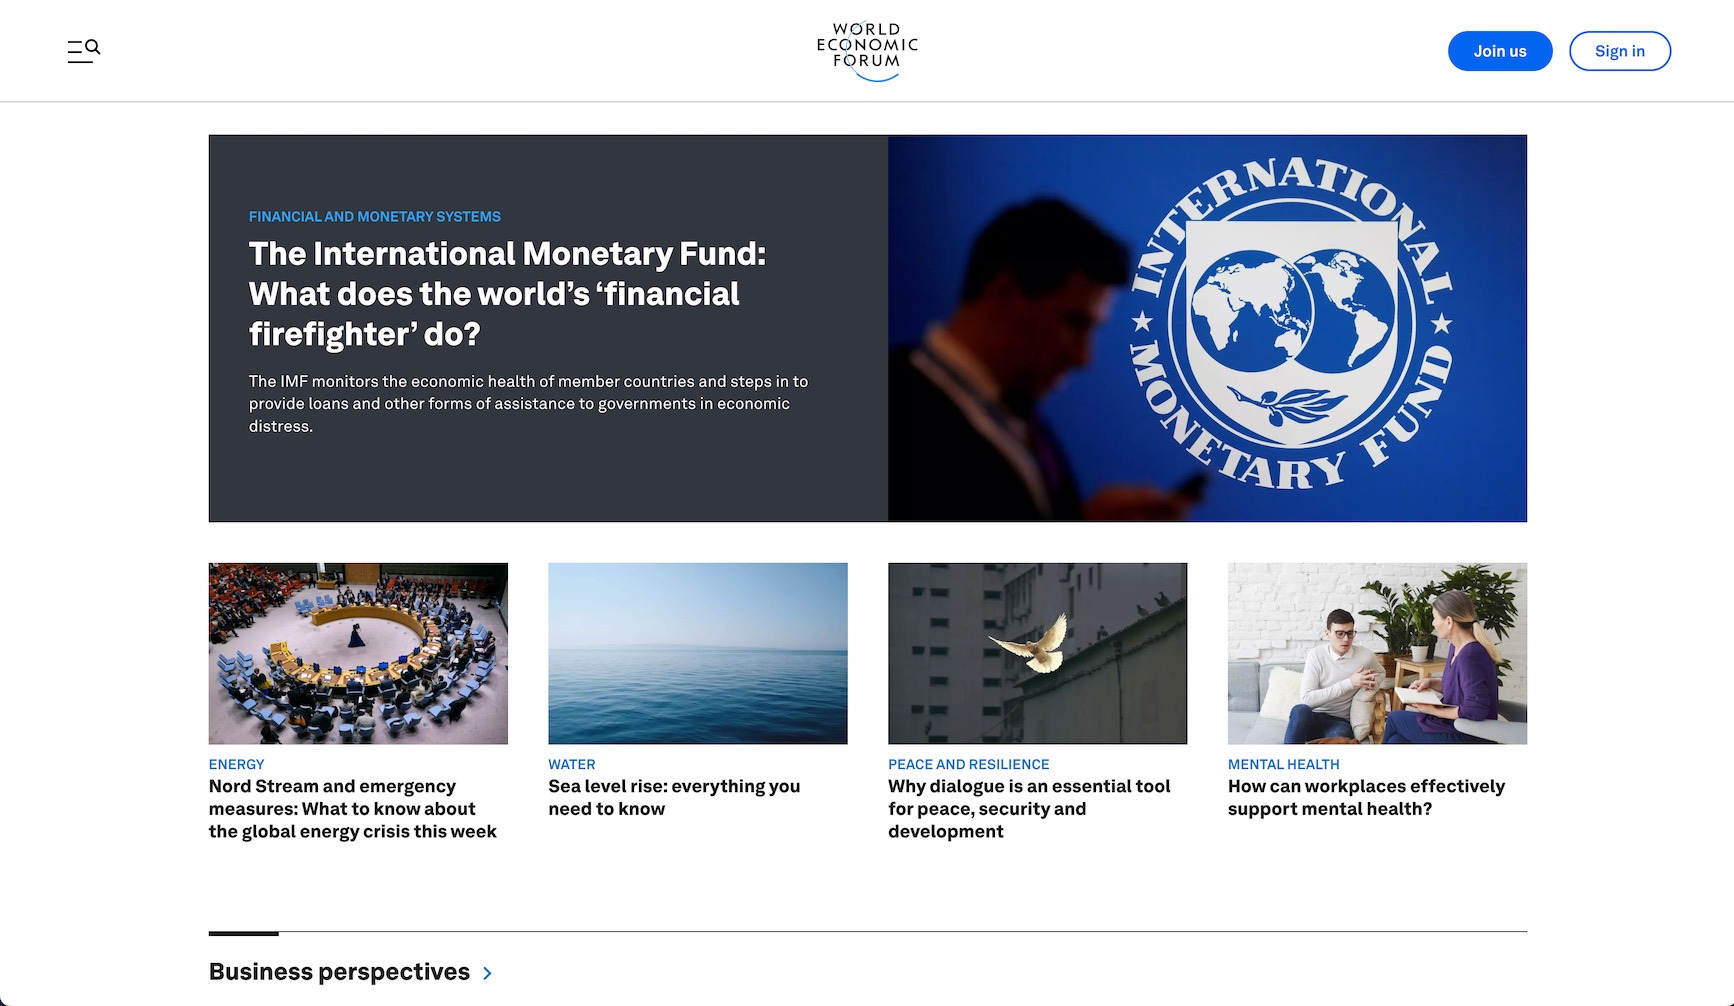 WORLD
ECONOMIC
FORUM
Join us
Sign in
FINANCIAL AND MONETARY SYSTEMS
The International Monetary Fund:
What does the world’s ‘financial
firefighter’ do?
The IMF monitors the economic health of member countries and steps in to
provide loans and other forms of assistance to governments in economic
distress.
INTERNATIONAL
MONETARY FUND
ENERGY
Nord Stream and emergency
measures: What to know about
the global energy crisis this week
WATER
Sea level rise: everything you
need to know
PEACE AND RESILIENCE
Why dialogue is an essential tool
for peace, security and
development
MENTAL HEALTH
How can workplaces effectively
support mental health?
Business perspectives